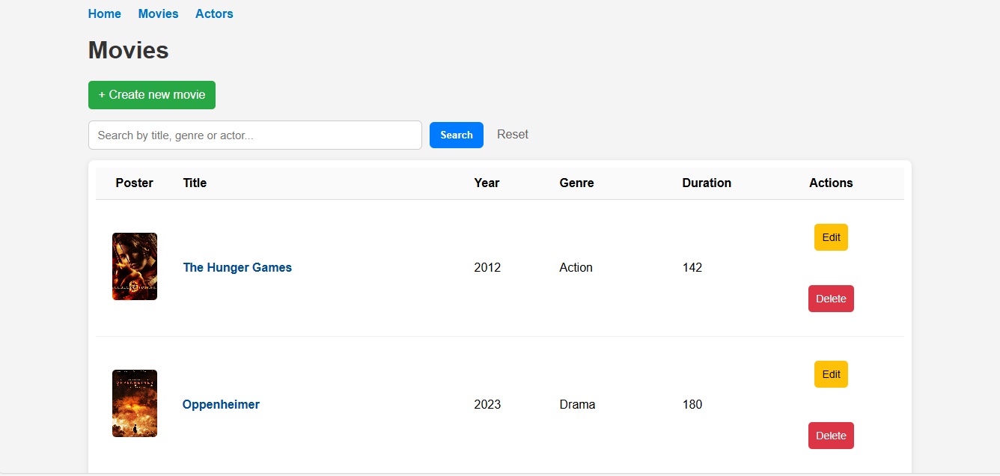 Home Movies Actors
Movies
+ Create new movie
Search by title, genre or actor... Search Reset
Poster Title Year Genre Duration Actions
Edit
The Hunger Games 2012 Action 142
Delete
OPPENHEIMER
Edit
Oppenheimer 2023 Drama 180
Delete